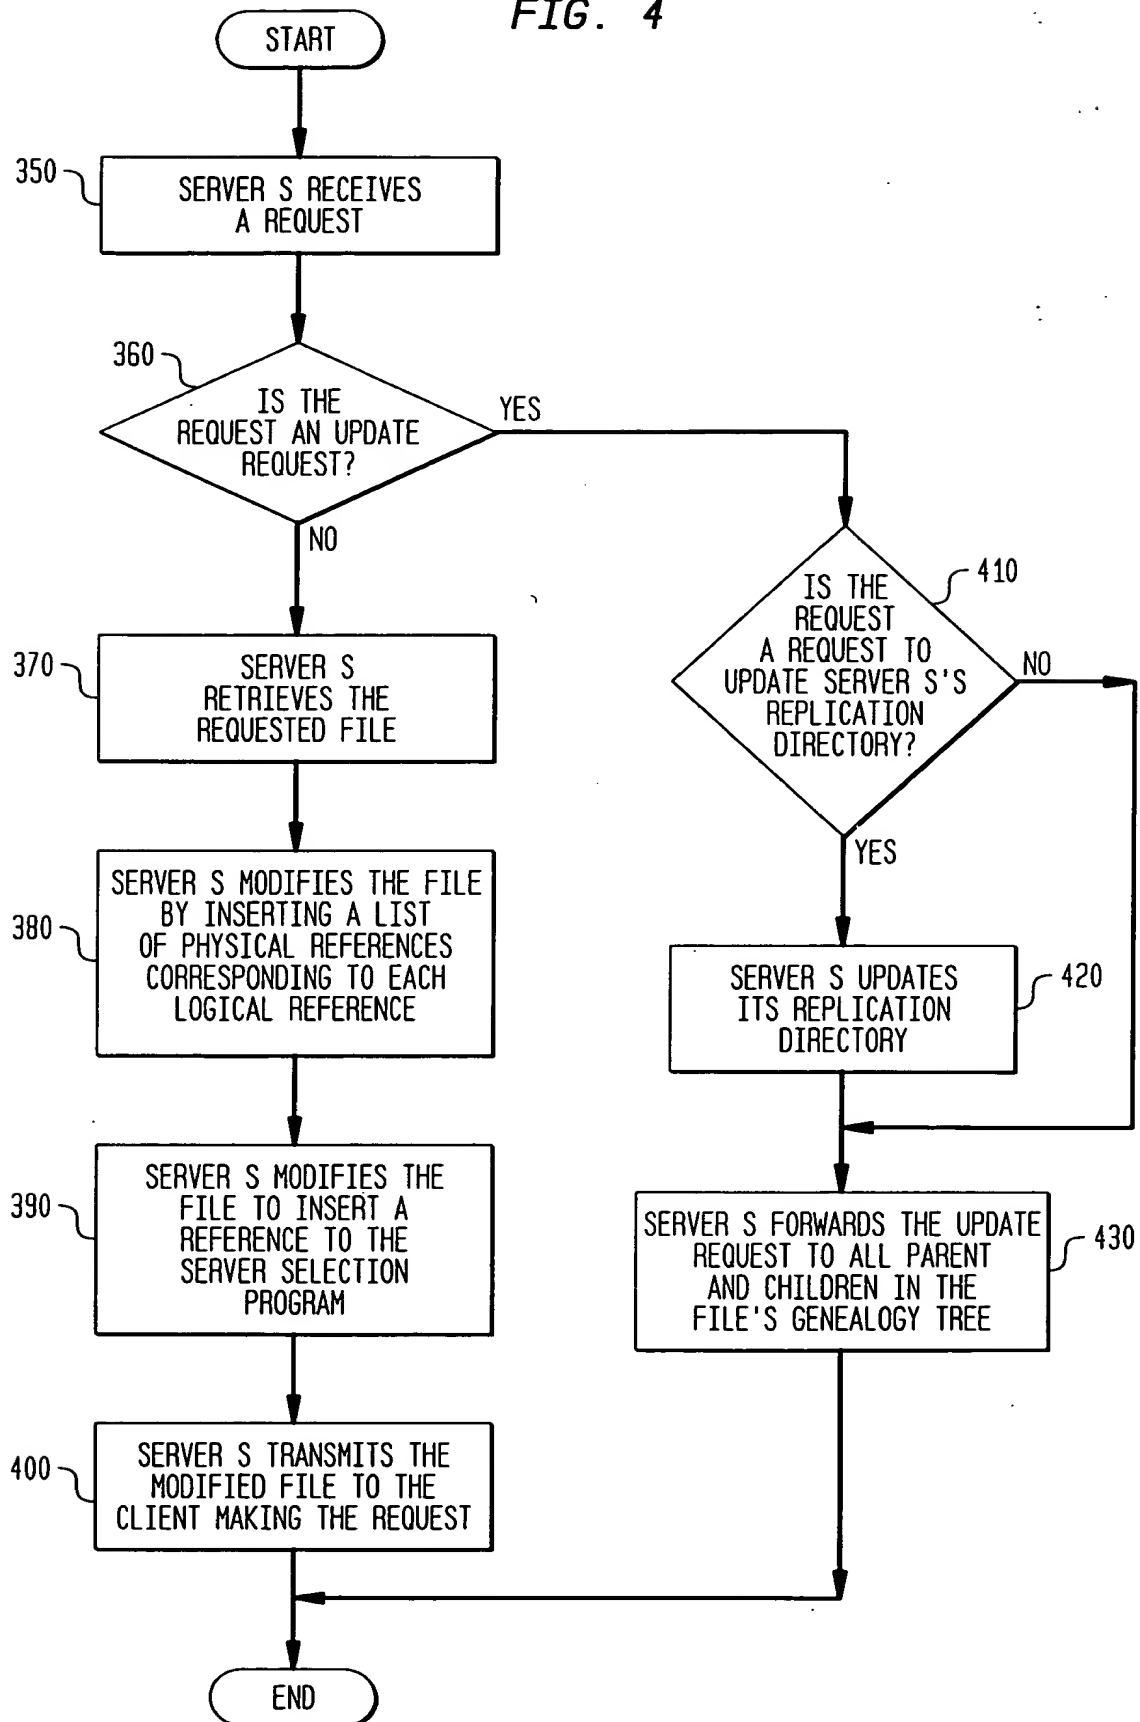 FIG. 4
START
350
SERVER S RECEIVES
A REQUEST
360
IS THE
REQUEST AN UPDATE
REQUEST?
YES
NO
370
SERVER S
RETRIEVES THE
REQUESTED FILE
380
SERVER S MODIFIES THE FILE
BY INSERTING A LIST
OF PHYSICAL REFERENCES
CORRESPONDING TO EACH
LOGICAL REFERENCE
390
SERVER S MODIFIES THE
FILE TO INSERT A
REFERENCE TO THE
SERVER SELECTION
PROGRAM
400
SERVER S TRANSMITS THE
MODIFIED FILE TO THE
CLIENT MAKING THE REQUEST
410
IS THE
REQUEST
A REQUEST TO
UPDATE SERVER S'S
REPLICATION
DIRECTORY?
NO
YES
420
SERVER S UPDATES
ITS REPLICATION
DIRECTORY
430
SERVER S FORWARDS THE UPDATE
REQUEST TO ALL PARENT
AND CHILDREN IN THE
FILE'S GENEALOGY TREE
END